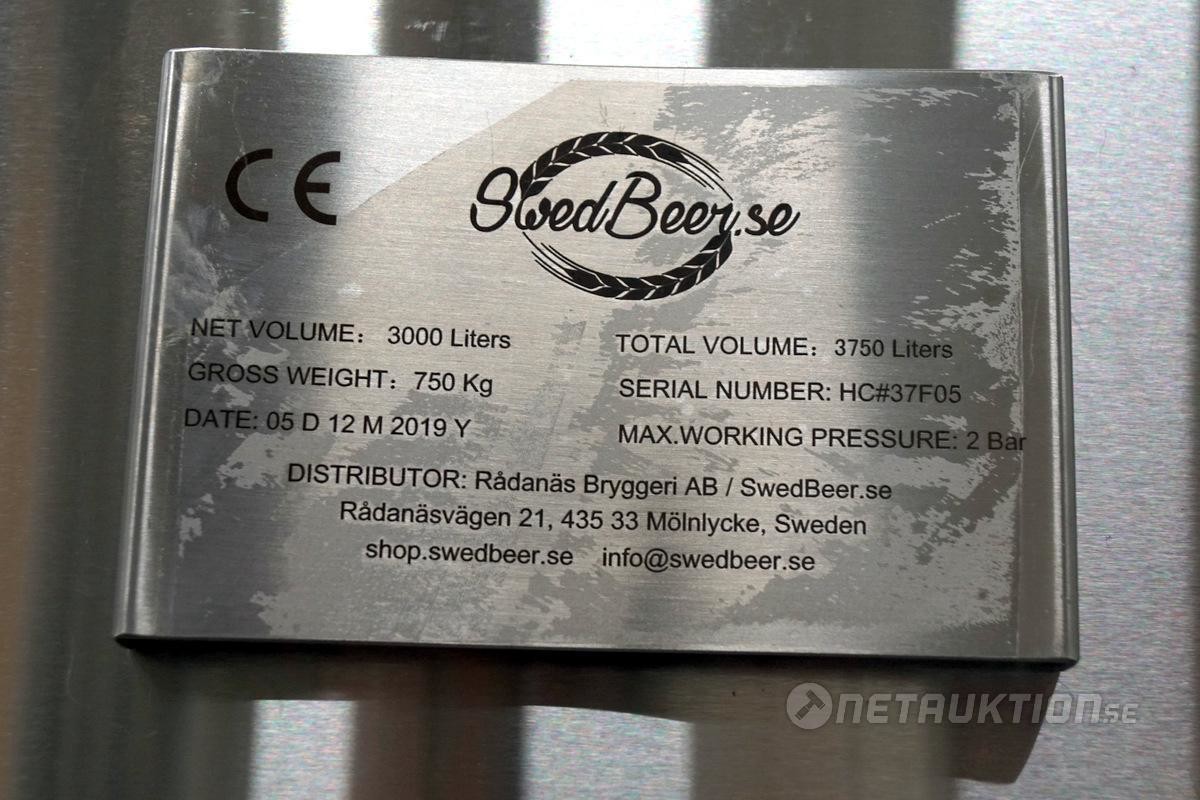 CE
SwedBeer.se
NET VOLUME: 3000 Liters
TOTAL VOLUME: 3750 Liters
GROSS WEIGHT: 750 Kg
SERIAL NUMBER: HC#37F05
DATE: 05 D 12 M 2019 Y
MAX.WORKING PRESSURE: 2 Bar
DISTRIBUTOR: Rådanäs Bryggeri AB / SwedBeer.se
Rådanäsvägen 21, 435 33 Mölnlycke, Sweden
shop.swedbeer.se info@swedbeer.se
NETAUKTION.SE